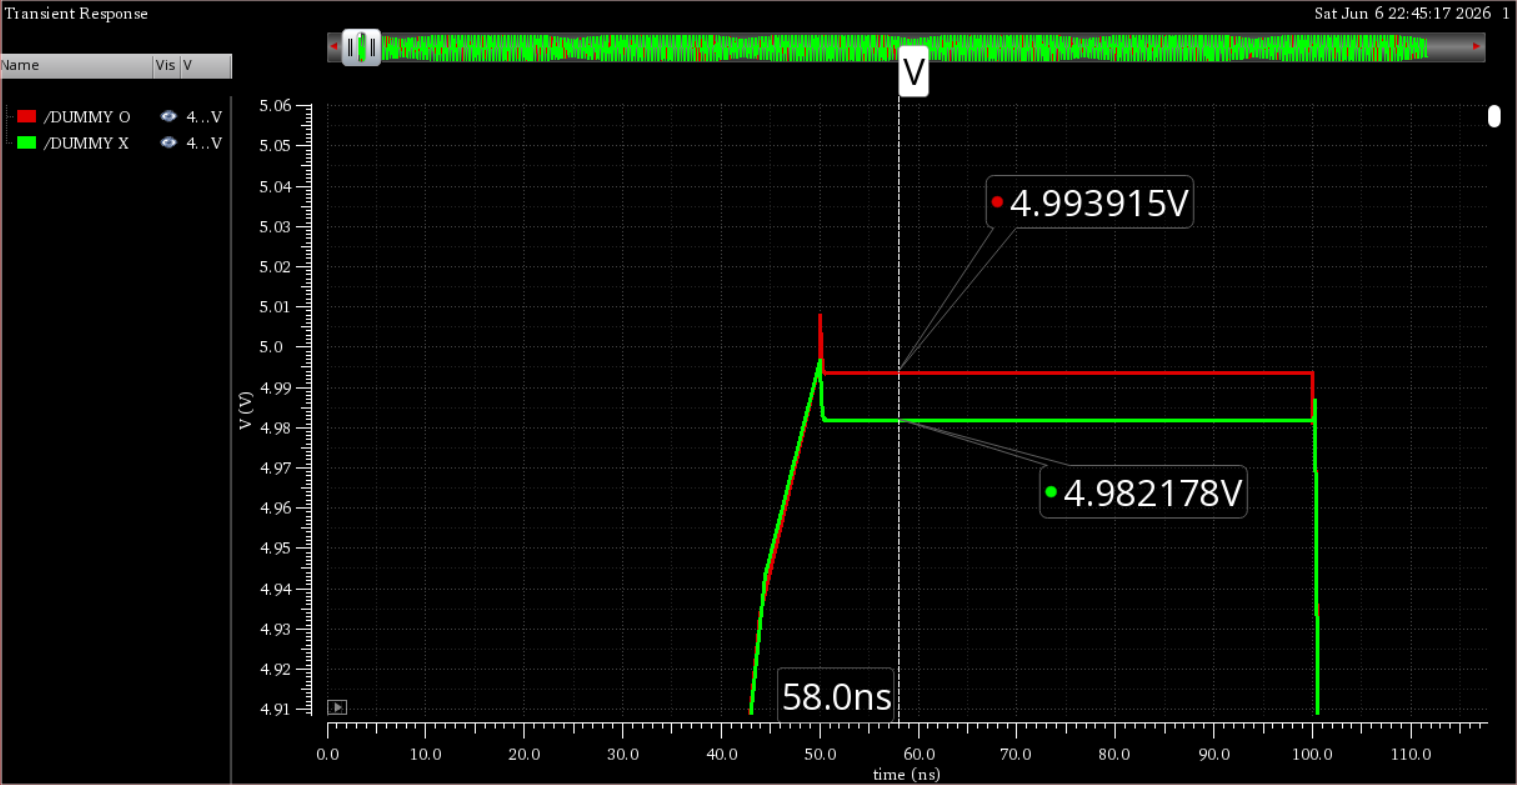 Transient Response
Sat Jun 6 22:45:17 2026 1
Name Vis V
/DUMMY O 4...V
/DUMMY X 4...V
V
5.06
5.05
5.04
5.03
5.02
5.01
5.0
4.99
4.98
4.97
4.96
4.95
4.94
4.93
4.92
4.91
V (V)
4.993915V
4.982178V
58.0ns
0.0 10.0 20.0 30.0 40.0 50.0 60.0 70.0 80.0 90.0 100.0 110.0
time (ns)